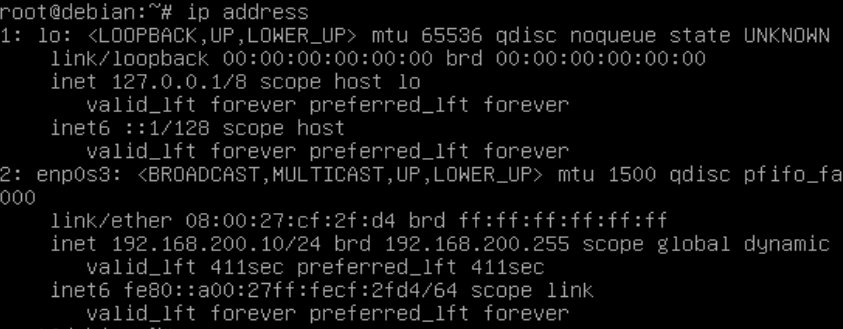 root@debian:~# ip address
1: lo: <LOOPBACK,UP,LOWER_UP> mtu 65536 qdisc noqueue state UNKNOWN
link/loopback 00:00:00:00:00:00 brd 00:00:00:00:00:00
inet 127.0.0.1/8 scope host lo
valid_lft forever preferred_lft forever
inet6 ::1/128 scope host
valid_lft forever preferred_lft forever
2: enp0s3: <BROADCAST,MULTICAST,UP,LOWER_UP> mtu 1500 qdisc pfifo_fa
000
link/ether 08:00:27:cf:2f:d4 brd ff:ff:ff:ff:ff:ff
inet 192.168.200.10/24 brd 192.168.200.255 scope global dynamic
valid_lft 411sec preferred_lft 411sec
inet6 fe80::a00:27ff:fecf:2fd4/64 scope link
valid_lft forever preferred_lft forever